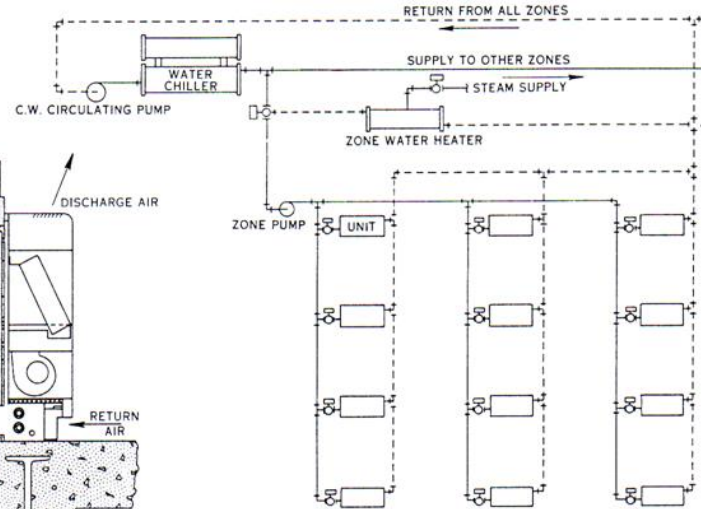 RETURN FROM ALL ZONES
SUPPLY TO OTHER ZONES
WATER
CHILLER
STEAM SUPPLY
C.W. CIRCULATING PUMP
ZONE WATER HEATER
DISCHARGE AIR
ZONE PUMP
UNIT
RETURN
AIR